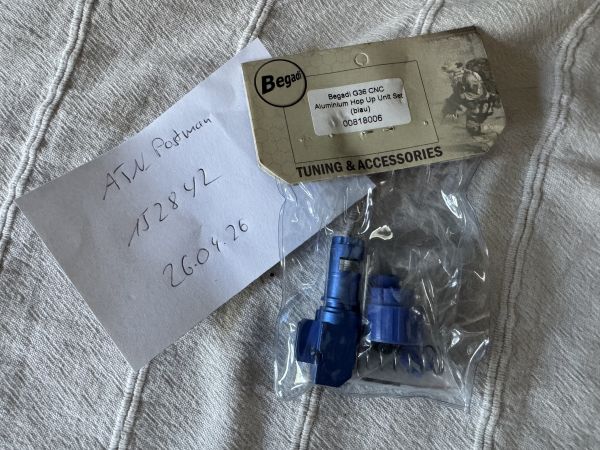 Begadi
Begadi G36 CNC
Aluminium Hop Up Unit Set
(blau)
00818006
TUNING & ACCESSORIES
ATN Postman
152842
26.04.26